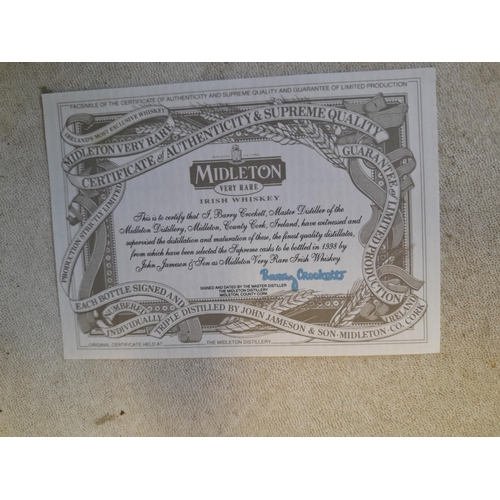 FACSIMILE OF THE CERTIFICATE OF AUTHENTICITY AND SUPREME QUALITY AND GUARANTEE OF LIMITED PRODUCTION
IRELAND'S MOST EXCLUSIVE WHISKEY
MIDLETON VERY RARE
CERTIFICATE of AUTHENTICITY & SUPREME QUALITY
GUARANTEE of LIMITED PRODUCTION
PRODUCTION STRICTLY LIMITED
MIDLETON
VERY RARE
IRISH WHISKEY
This is to certify that I, Barry Crockett, Master Distiller of the
Midleton Distillery, Midleton, County Cork, Ireland, have witnessed and
supervised the distillation and maturation of these, the finest quality distillates,
from which have been selected the Supreme casks to be bottled in 1998 by
John Jameson & Son as Midleton Very Rare Irish Whiskey
Barry Crockett
SIGNED AND DATED BY THE MASTER DISTILLER
THE MIDLETON DISTILLERY
MIDLETON, COUNTY CORK
EACH BOTTLE SIGNED AND
NUMBERED
INDIVIDUALLY
TRIPLE DISTILLED BY JOHN JAMESON & SON-MIDLETON-CO. CORK
IRELAND
ORIGINAL CERTIFICATE HELD AT THE MIDLETON DISTILLERY